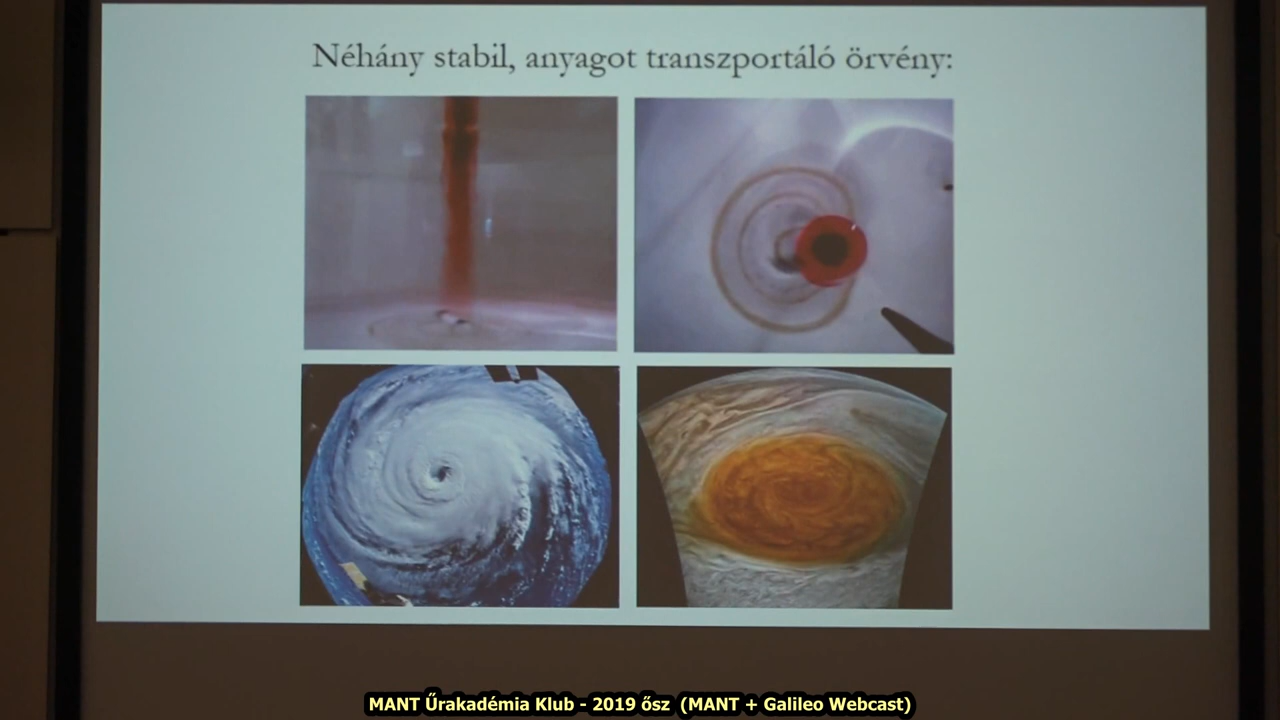 Néhány stabil, anyagot transzportáló örvény:
MANT Űrakadémia Klub - 2019 ősz (MANT + Galileo Webcast)